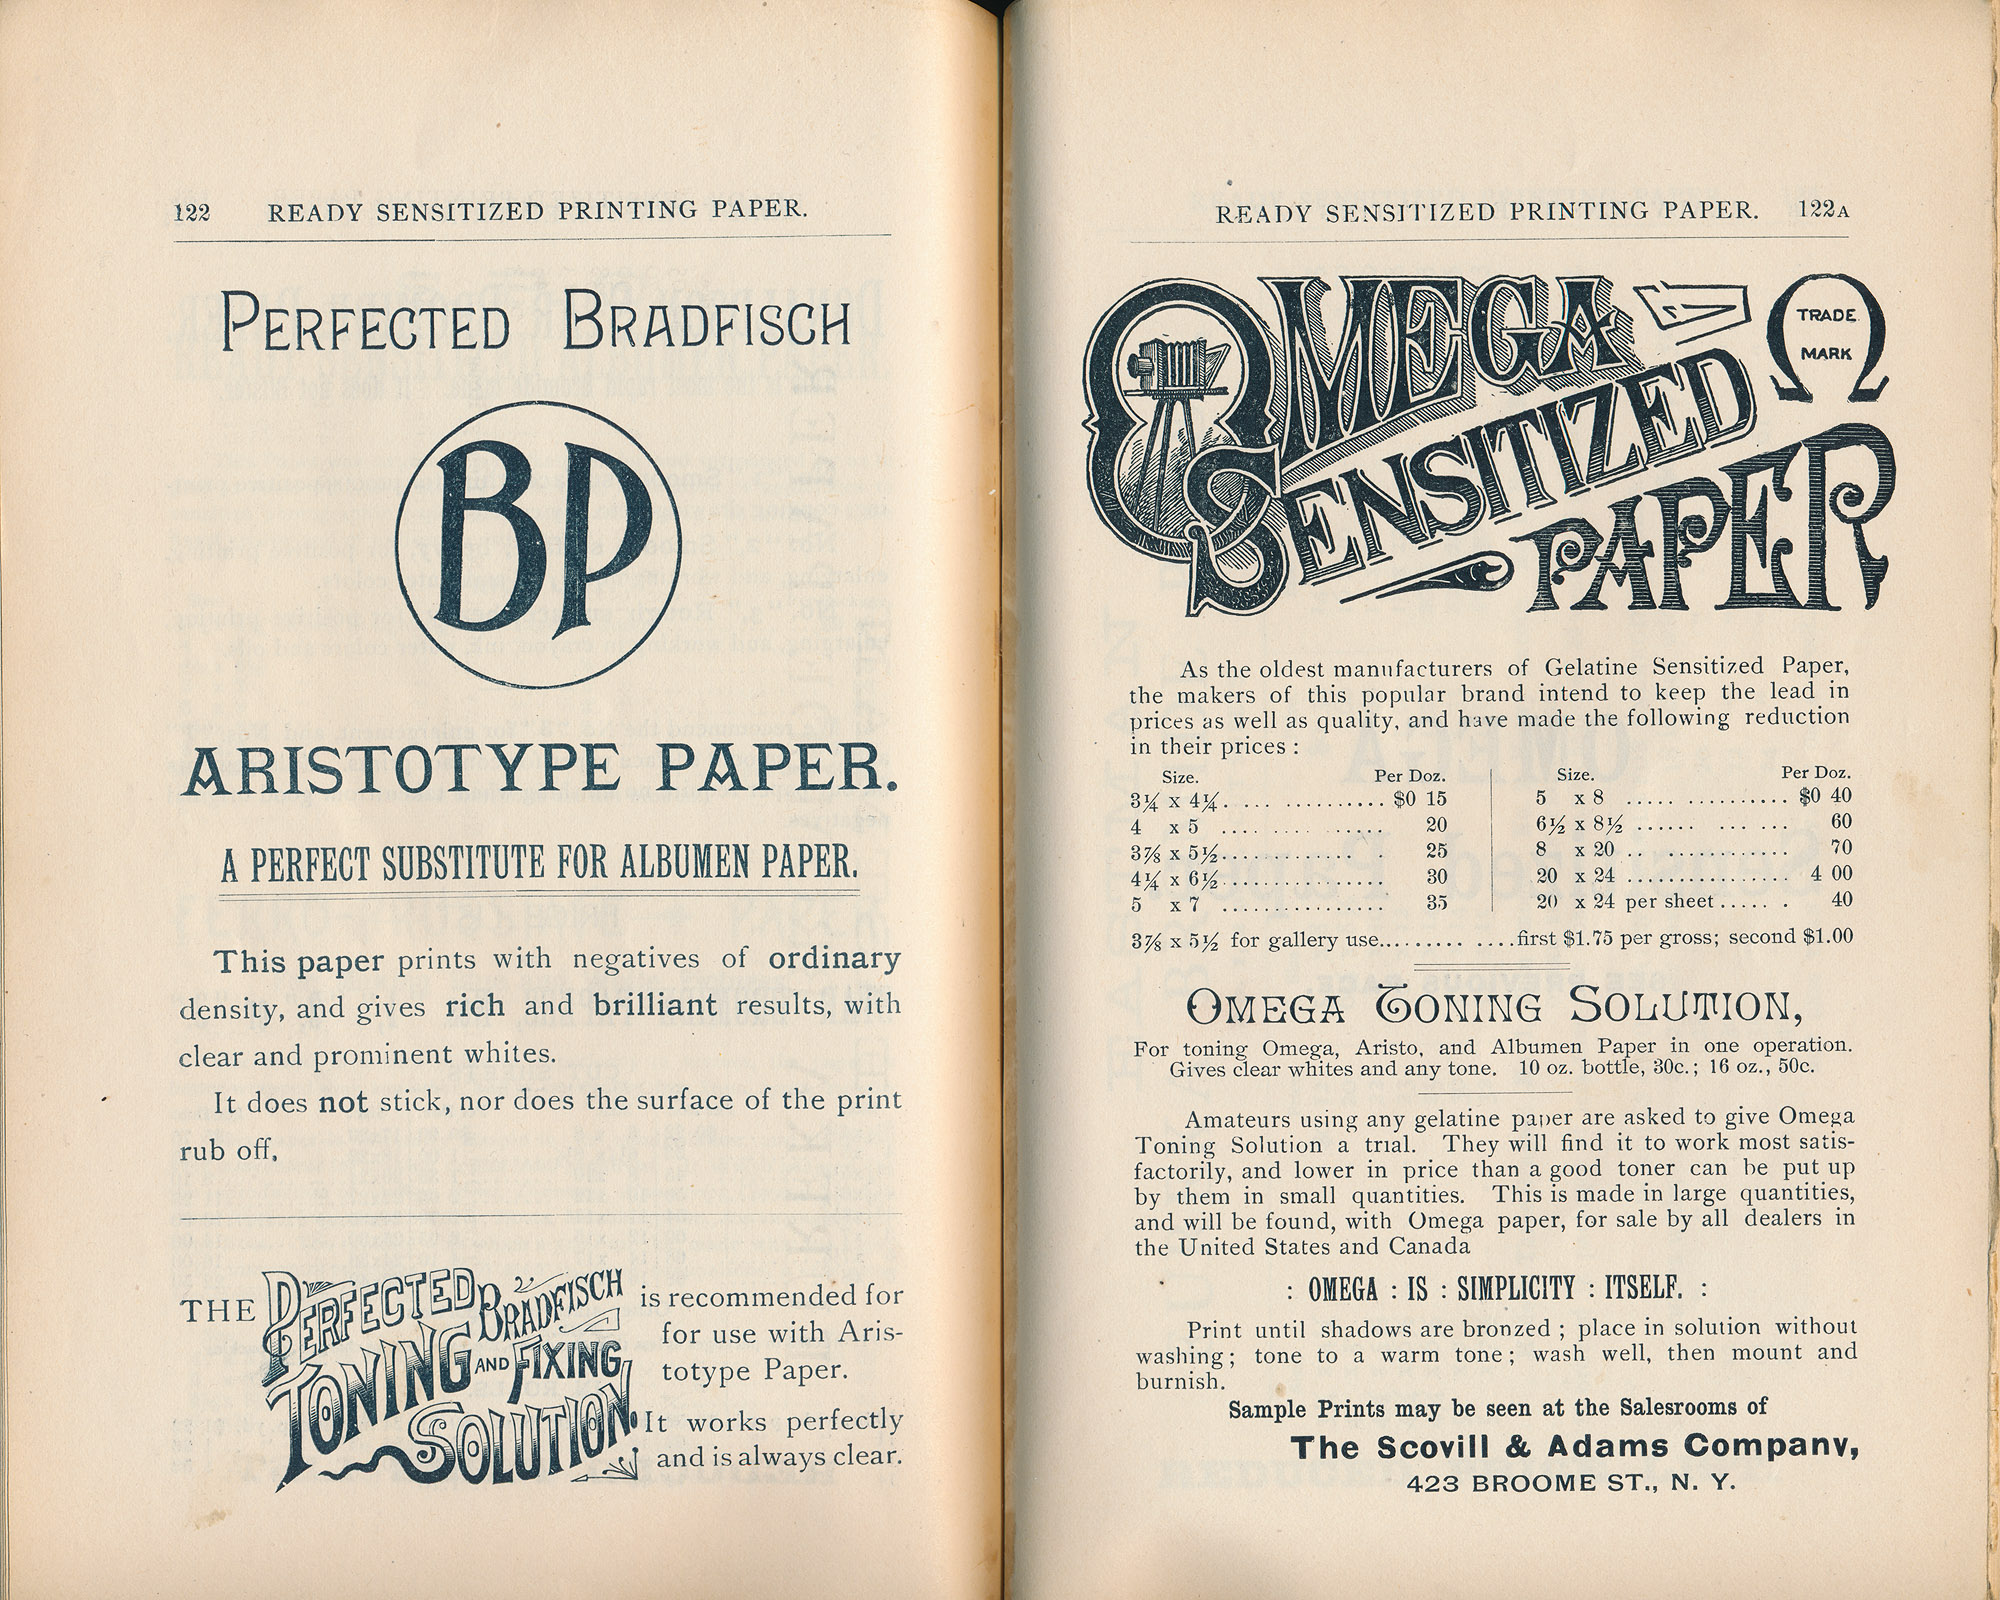 122 READY SENSITIZED PRINTING PAPER.
PERFECTED BRADFISCH
BP
ARISTOTYPE PAPER.
A PERFECT SUBSTITUTE FOR ALBUMEN PAPER.
This paper prints with negatives of ordinary
density, and gives rich and brilliant results, with
clear and prominent whites.
It does not stick, nor does the surface of the print
rub off.
THE PERFECTED BRADFISCH
TONING AND FIXING
SOLUTION.
is recommended for
for use with Aris-
totype Paper.
It works perfectly
and is always clear.
READY SENSITIZED PRINTING PAPER. 122A
OMEGA
SENSITIZED
PAPER
TRADE
MARK
As the oldest manufacturers of Gelatine Sensitized Paper,
the makers of this popular brand intend to keep the lead in
prices as well as quality, and have made the following reduction
in their prices :
Size. Per Doz. Size. Per Doz.
3¼ x 4¼. ... ........... $0 15 5 x 8 ..... ........... $0 40
4 x 5 .... ........... 20 6½ x 8½ ...... ... ... 60
3⅞ x 5½............. . 25 8 x 20 .. ............ 70
4¼ x 6½................ 30 20 x 24 ................ 4 00
5 x 7 ................ 35 20 x 24 per sheet ..... . 40
3⅞ x 5½ for gallery use......... ....first $1.75 per gross; second $1.00
OMEGA TONING SOLUTION,
For toning Omega, Aristo, and Albumen Paper in one operation.
Gives clear whites and any tone. 10 oz. bottle, 30c.; 16 oz., 50c.
Amateurs using any gelatine paper are asked to give Omega
Toning Solution a trial. They will find it to work most satis-
factorily, and lower in price than a good toner can be put up
by them in small quantities. This is made in large quantities,
and will be found, with Omega paper, for sale by all dealers in
the United States and Canada
: OMEGA : IS : SIMPLICITY : ITSELF. :
Print until shadows are bronzed ; place in solution without
washing ; tone to a warm tone ; wash well, then mount and
burnish.
Sample Prints may be seen at the Salesrooms of
The Scovill & Adams Company,
423 BROOME ST., N. Y.